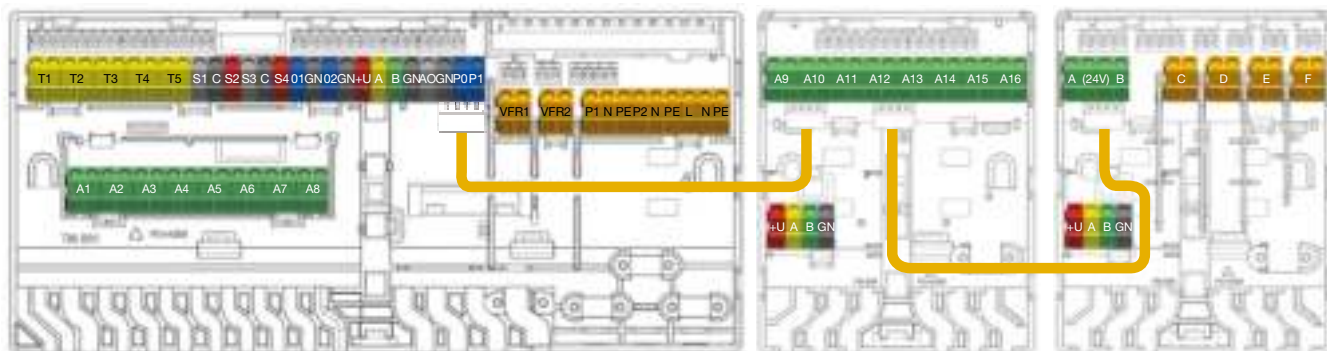 T1 T2 T3 T4 T5 S1 C S2 S3 C S4 01 GN 02 GN +U A B GN AO GN P0 P1
VFR1 VFR2 P1 N PE P2 N PE L N PE
A1 A2 A3 A4 A5 A6 A7 A8
A9 A10 A11 A12 A13 A14 A15 A16
+U A B GN
A (24V) B C D E F
+U A B GN